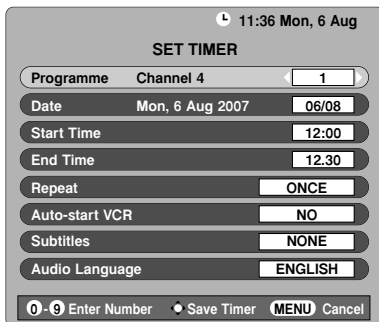 11:36 Mon, 6 Aug
SET TIMER
Programme Channel 4 1
Date Mon, 6 Aug 2007 06/08
Start Time 12:00
End Time 12.30
Repeat ONCE
Auto-start VCR NO
Subtitles NONE
Audio Language ENGLISH
0-9 Enter Number Save Timer MENU Cancel